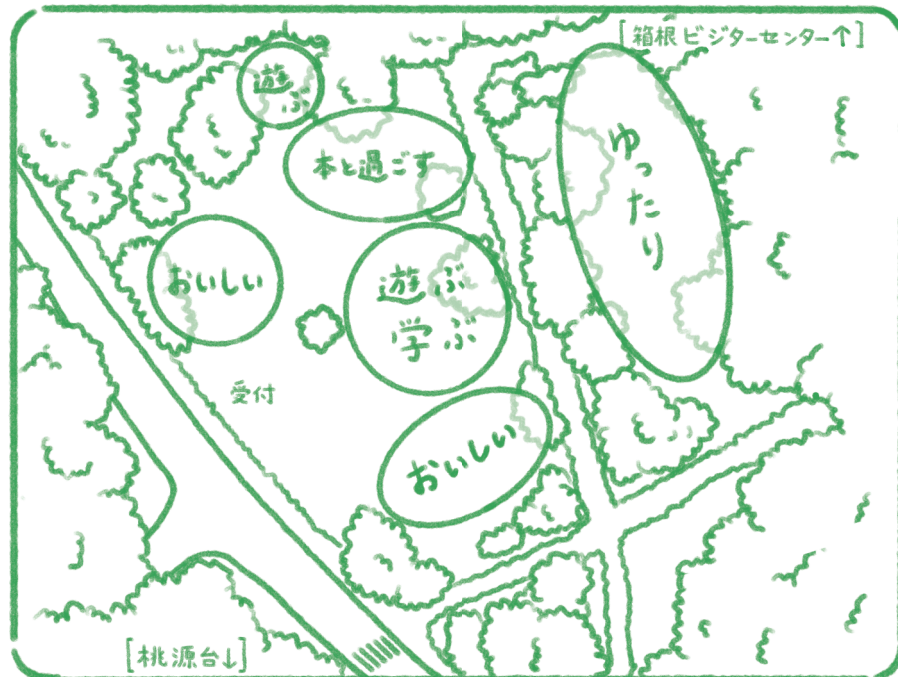 [箱根ビジターセンター↑]
遊
ぶ
本と過ごす
ゆったり
おいしい
遊ぶ
学ぶ
受付
おいしい
[桃源台↓]